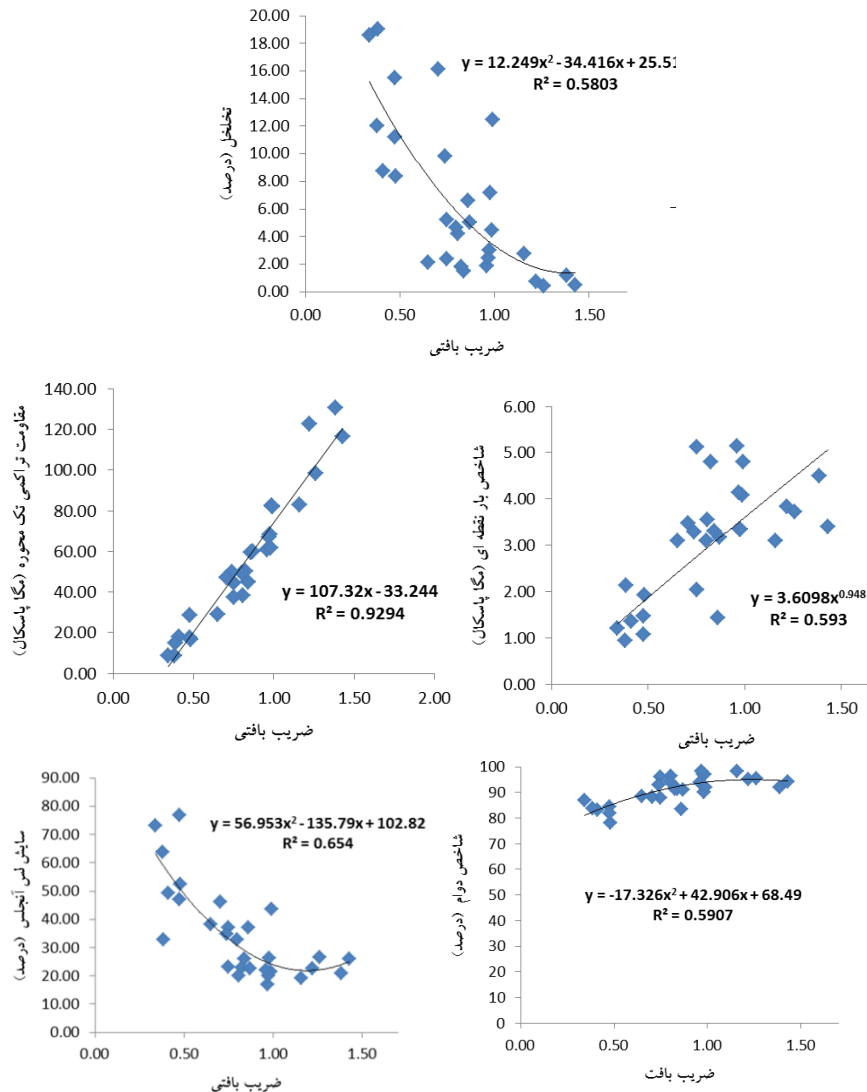 20.00
18.00
16.00
14.00
12.00
10.00
8.00
6.00
4.00
2.00
0.00
تخلخل (درصد)
y = 12.249x² - 34.416x + 25.51
R² = 0.5803
0.00 0.50 1.00 1.50
ضریب بافتی
140.00
120.00
100.00
80.00
60.00
40.00
20.00
0.00
مقاومت تراکمی تک محوره (مگا پاسکال)
y = 107.32x - 33.244
R² = 0.9294
0.00 0.50 1.00 1.50 2.00
ضریب بافتی
6.00
5.00
4.00
3.00
2.00
1.00
0.00
شاخص بار نقطه ای (مگا پاسکال)
y = 3.6098x^0.948
R² = 0.593
0.00 0.50 1.00 1.50
ضریب بافتی
90.00
80.00
70.00
60.00
50.00
40.00
30.00
20.00
10.00
0.00
سایش لس آنجلس (درصد)
y = 56.953x² - 135.79x + 102.82
R² = 0.654
0.00 0.50 1.00 1.50
ضریب بافتی
100
90
80
70
60
50
40
30
20
10
0
شاخص دوام (درصد)
y = -17.326x² + 42.906x + 68.49
R² = 0.5907
0.00 0.50 1.00 1.50
ضریب بافت